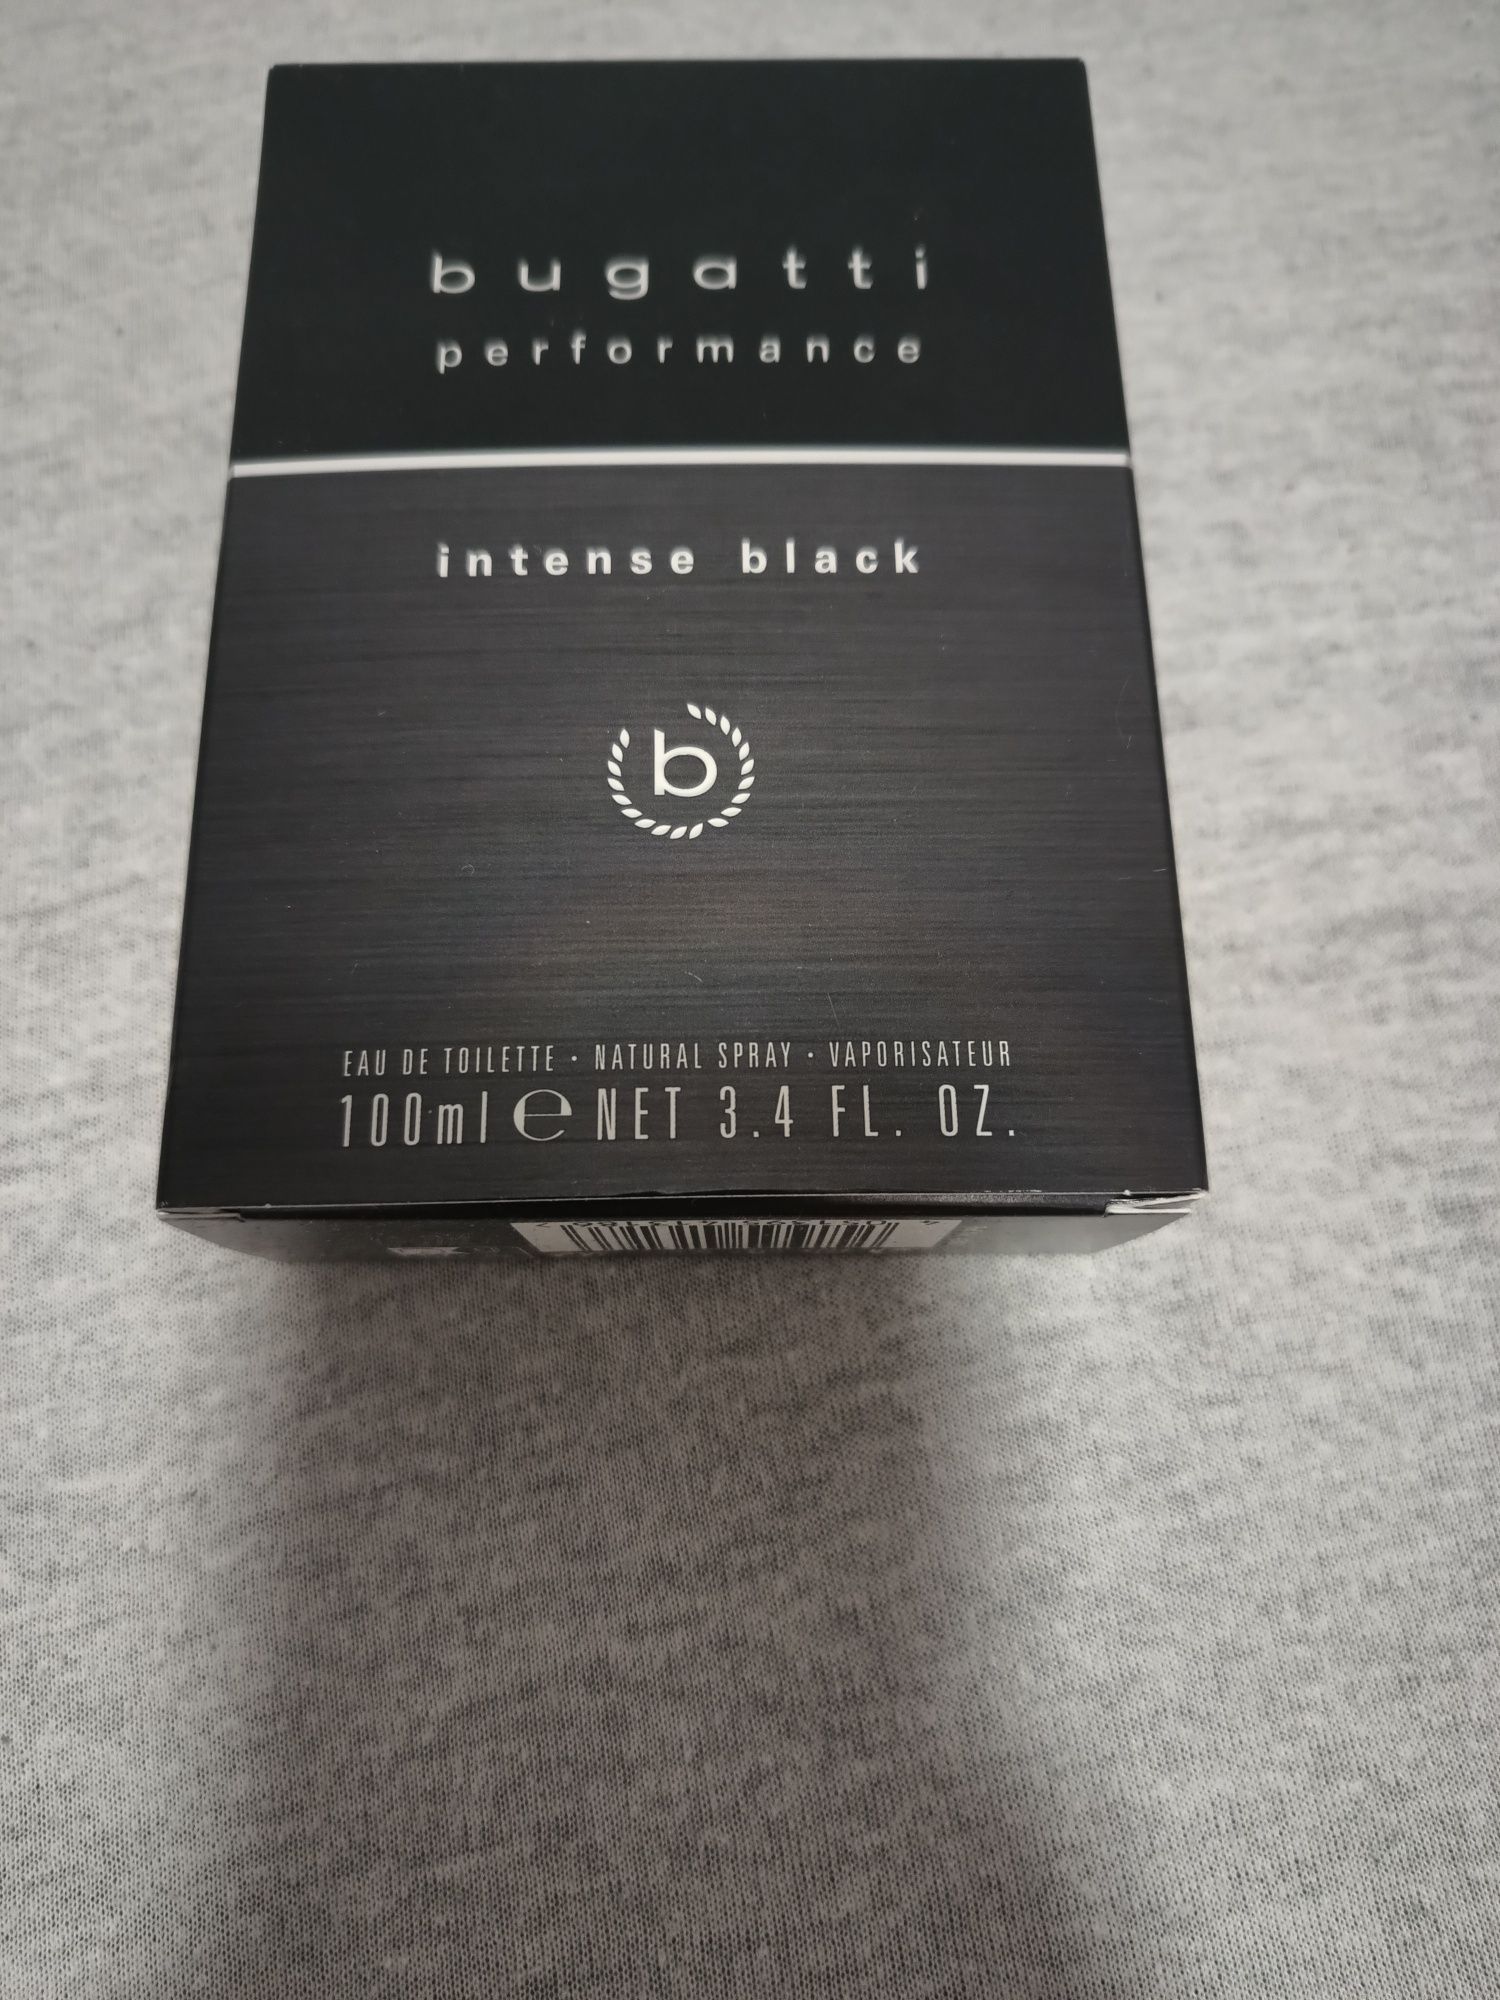 bugatti
performance
intense black
b
EAU DE TOILETTE · NATURAL SPRAY · VAPORISATEUR
100ml e NET 3.4 FL. OZ.